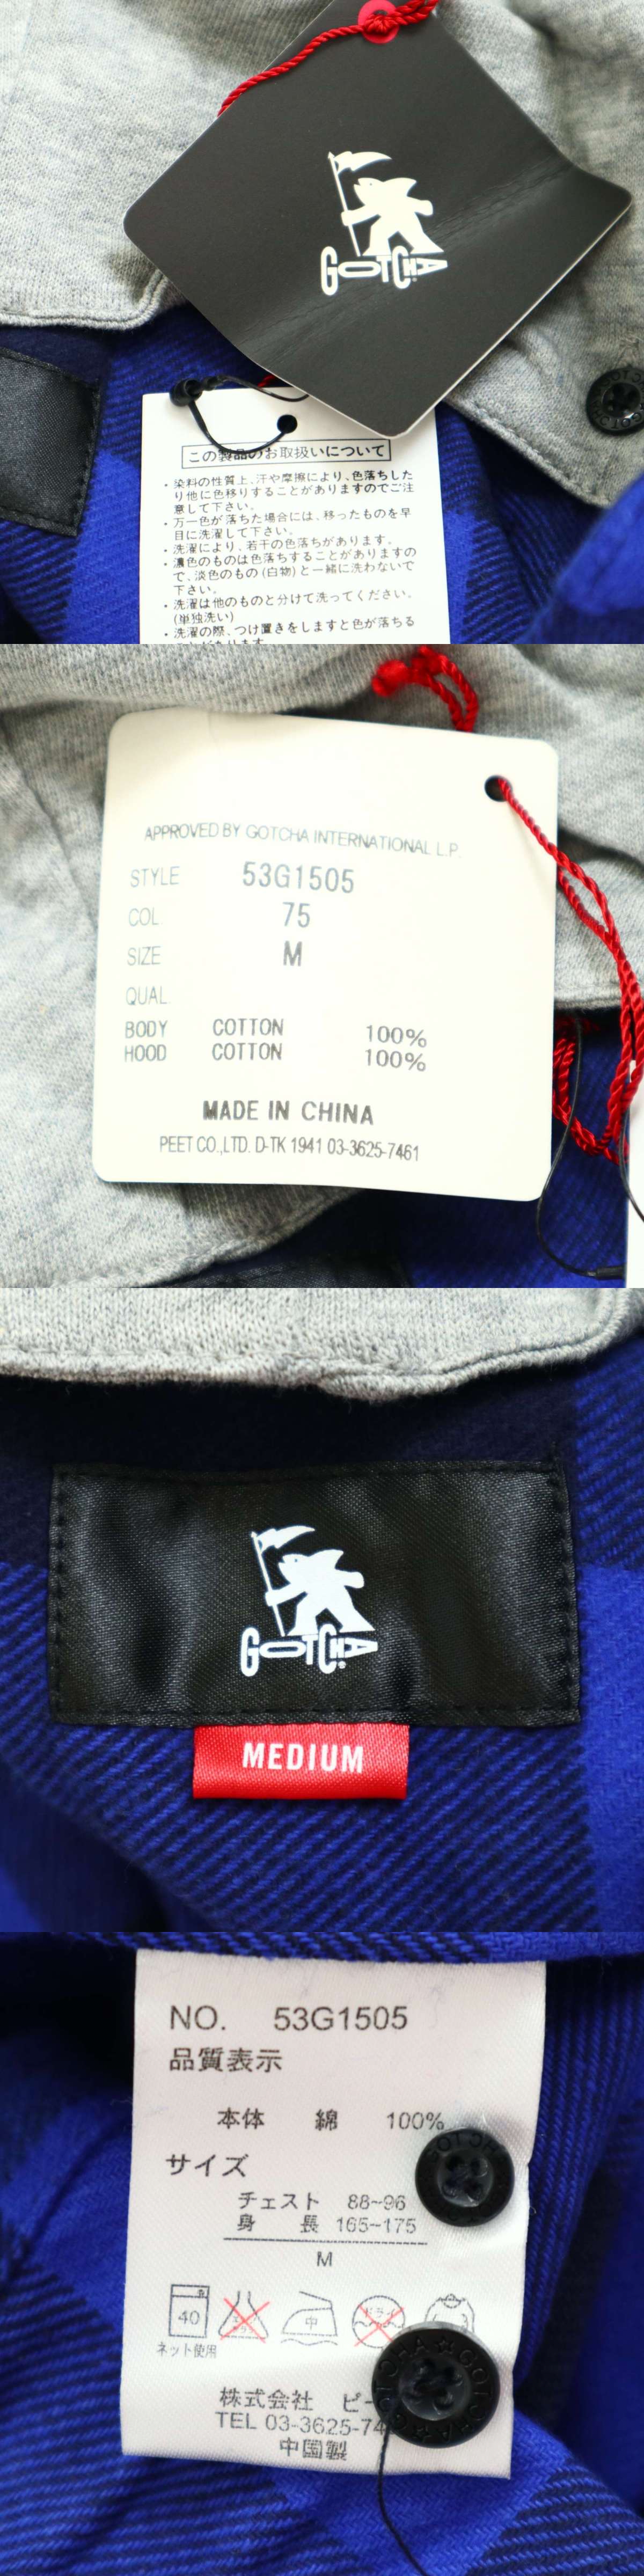 GOTCHA
この製品のお取扱いについて
・染料の性質上、汗や摩擦により、色落ちした
り他に色移りすることがありますのでご注
意して下さい。
・万一色が落ちた場合には、移ったものを早
目に洗濯して下さい。
・洗濯により、若干の色落ちがあります。
・濃色のものは色落ちすることがありますの
で、淡色のもの(白物)と一緒に洗わないで
下さい。
・洗濯は他のものと分けて洗ってください。
(単独洗い)
・洗濯の際、つけ置きをしますと色が落ちる
ことがあります
APPROVED BY GOTCHA INTERNATIONAL L.P.
STYLE 53G1505
COL. 75
SIZE M
QUAL.
BODY COTTON 100%
HOOD COTTON 100%
MADE IN CHINA
PEET CO.,LTD. D-TK 1941 03-3625-7461
GOTCHA
MEDIUM
NO. 53G1505
品質表示
本体 綿 100%
サイズ
チェスト 88~96
身長 165~175
M
40
中
ドライ
ネット使用
株式会社 ピー
TEL 03-3625-74
中国製
GOTCHA☆GOTCHA☆